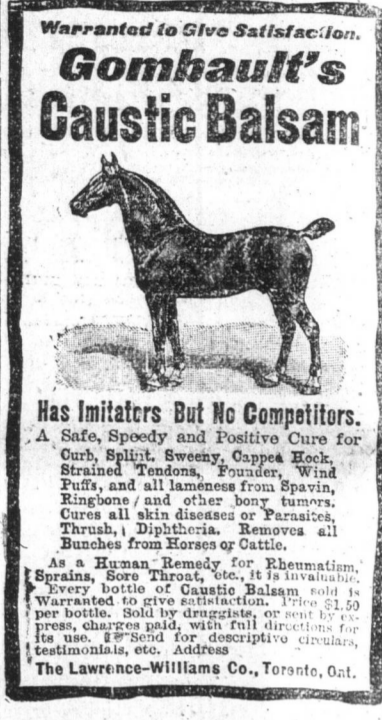 Warranted to Give Satisfaction.
Gombault's
Caustic Balsam
Has Imitators But No Competitors.
A Safe, Speedy and Positive Cure for
Curb, Splint, Sweeny, Capped Hock,
Strained Tendons, Founder, Wind
Puffs, and all lameness from Spavin,
Ringbone and other bony tumors.
Cures all skin diseases or Parasites,
Thrush, Diphtheria. Removes all
Bunches from Horses or Cattle.
As a Human Remedy for Rheumatism,
Sprains, Sore Throat, etc., it is invaluable.
Every bottle of Caustic Balsam sold is
Warranted to give satisfaction. Price $1.50
per bottle. Sold by druggists, or sent by ex-
press, charges paid, with full directions for
its use. ☞Send for descriptive circulars,
testimonials, etc. Address
The Lawrence-Williams Co., Toronto, Ont.